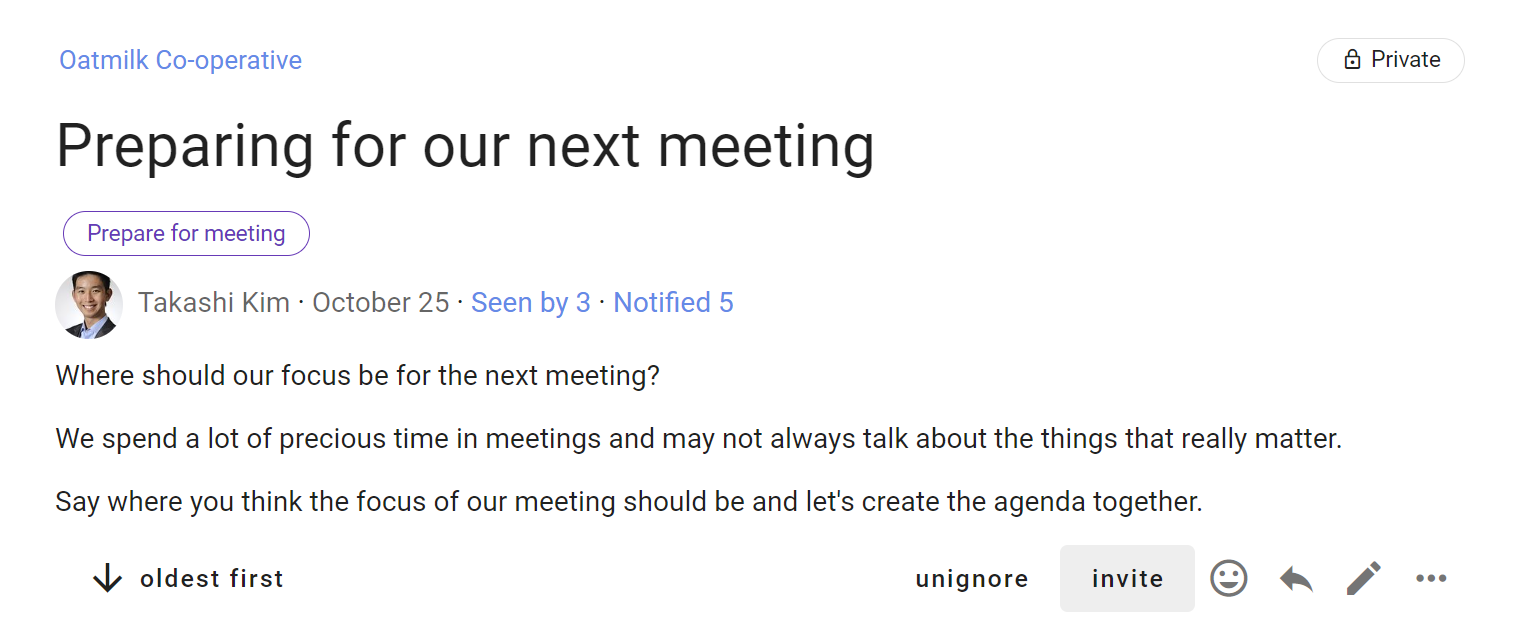 Oatmilk Co-operative
Private
Preparing for our next meeting
Prepare for meeting
Takashi Kim · October 25 · Seen by 3 · Notified 5
Where should our focus be for the next meeting?
We spend a lot of precious time in meetings and may not always talk about the things that really matter.
Say where you think the focus of our meeting should be and let's create the agenda together.
oldest first unignore invite